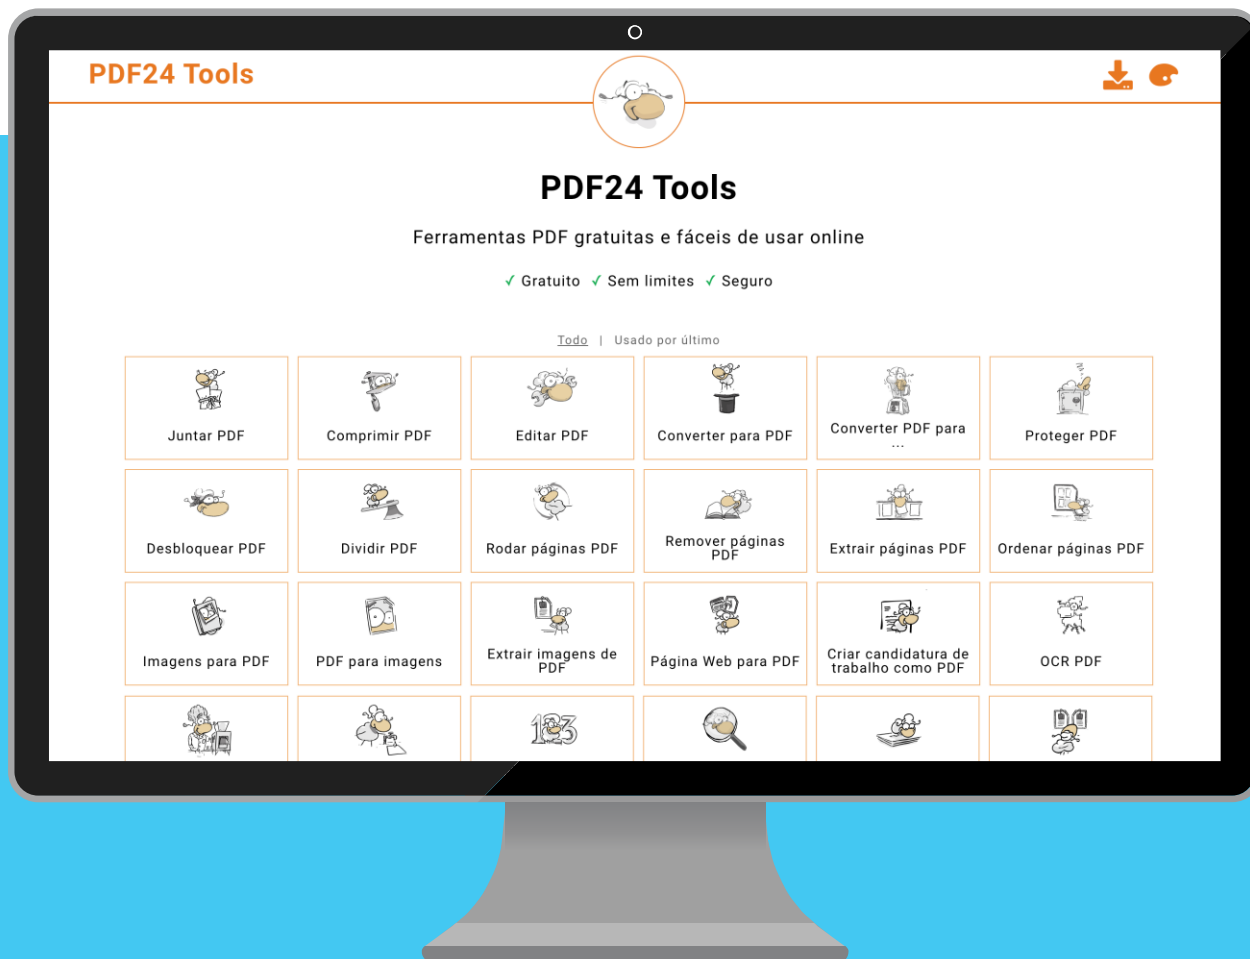 PDF24 Tools
PDF24 Tools
Ferramentas PDF gratuitas e fáceis de usar online
✓ Gratuito ✓ Sem limites ✓ Seguro
Todo | Usado por último
Juntar PDF
Comprimir PDF
Editar PDF
Converter para PDF
Converter PDF para
...
Proteger PDF
Desbloquear PDF
Dividir PDF
Rodar páginas PDF
Remover páginas
PDF
Extrair páginas PDF
Ordenar páginas PDF
Imagens para PDF
PDF para imagens
Extrair imagens de
PDF
Página Web para PDF
Criar candidatura de
trabalho como PDF
OCR PDF
123